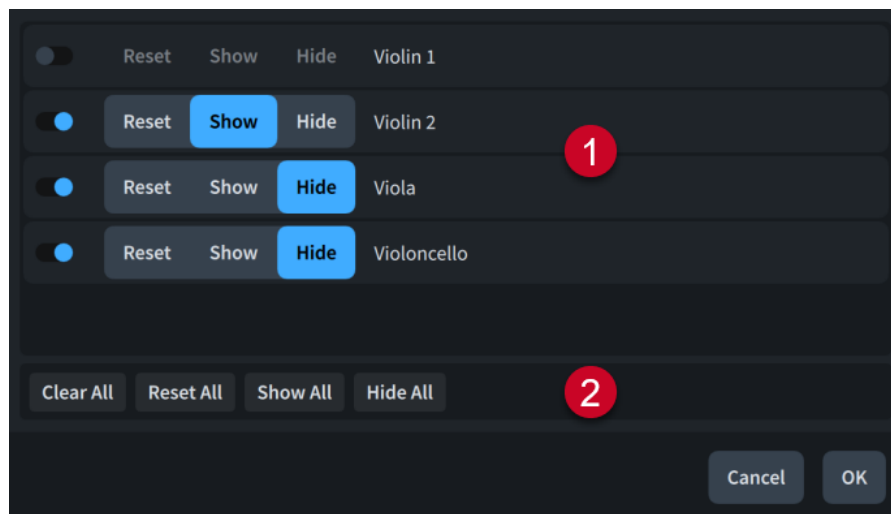 Reset Show Hide Violin 1
Reset Show Hide Violin 2
1
Reset Show Hide Viola
Reset Show Hide Violoncello
Clear All Reset All Show All Hide All 2
Cancel OK